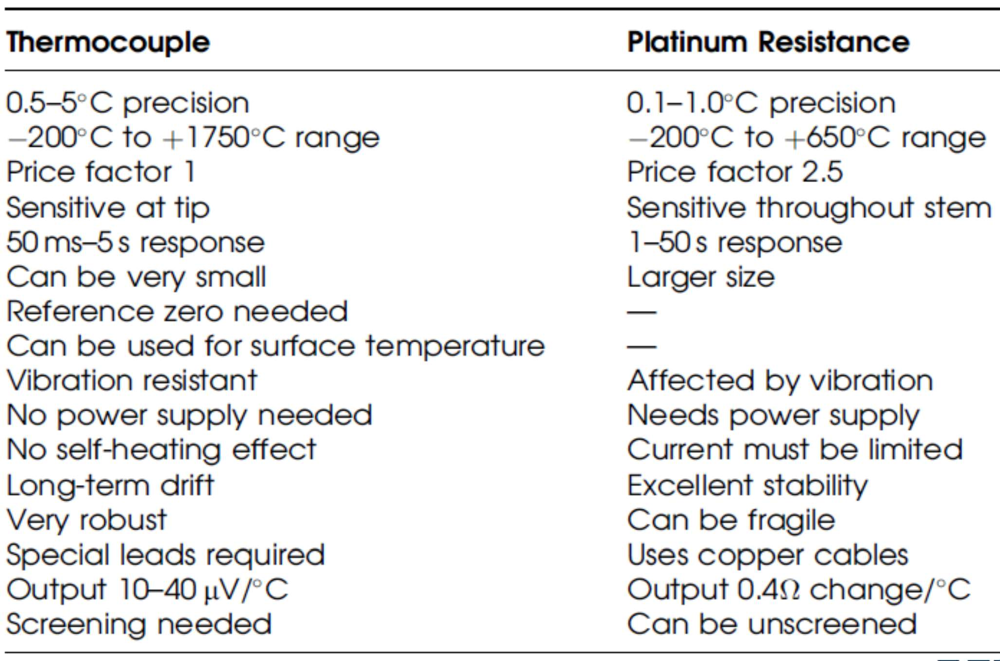 Thermocouple Platinum Resistance
0.5–5°C precision 0.1–1.0°C precision
−200°C to +1750°C range −200°C to +650°C range
Price factor 1 Price factor 2.5
Sensitive at tip Sensitive throughout stem
50 ms–5 s response 1–50 s response
Can be very small Larger size
Reference zero needed —
Can be used for surface temperature —
Vibration resistant Affected by vibration
No power supply needed Needs power supply
No self-heating effect Current must be limited
Long-term drift Excellent stability
Very robust Can be fragile
Special leads required Uses copper cables
Output 10–40 μV/°C Output 0.4Ω change/°C
Screening needed Can be unscreened